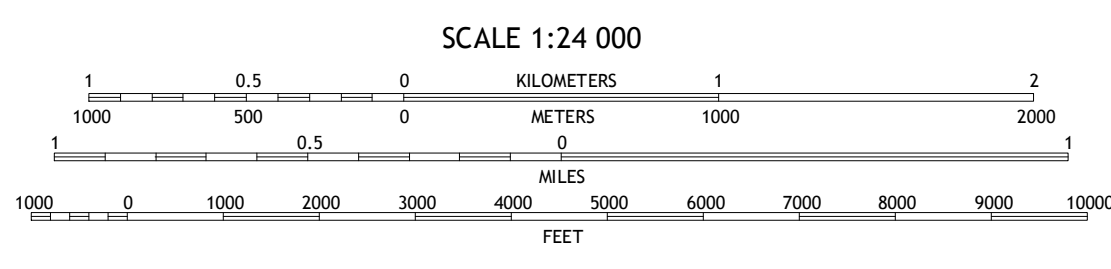 SCALE 1:24 000
1 0.5 0 KILOMETERS 1 2
1000 500 0 METERS 1000 2000
1 0.5 0 1
MILES
1000 0 1000 2000 3000 4000 5000 6000 7000 8000 9000 10000
FEET